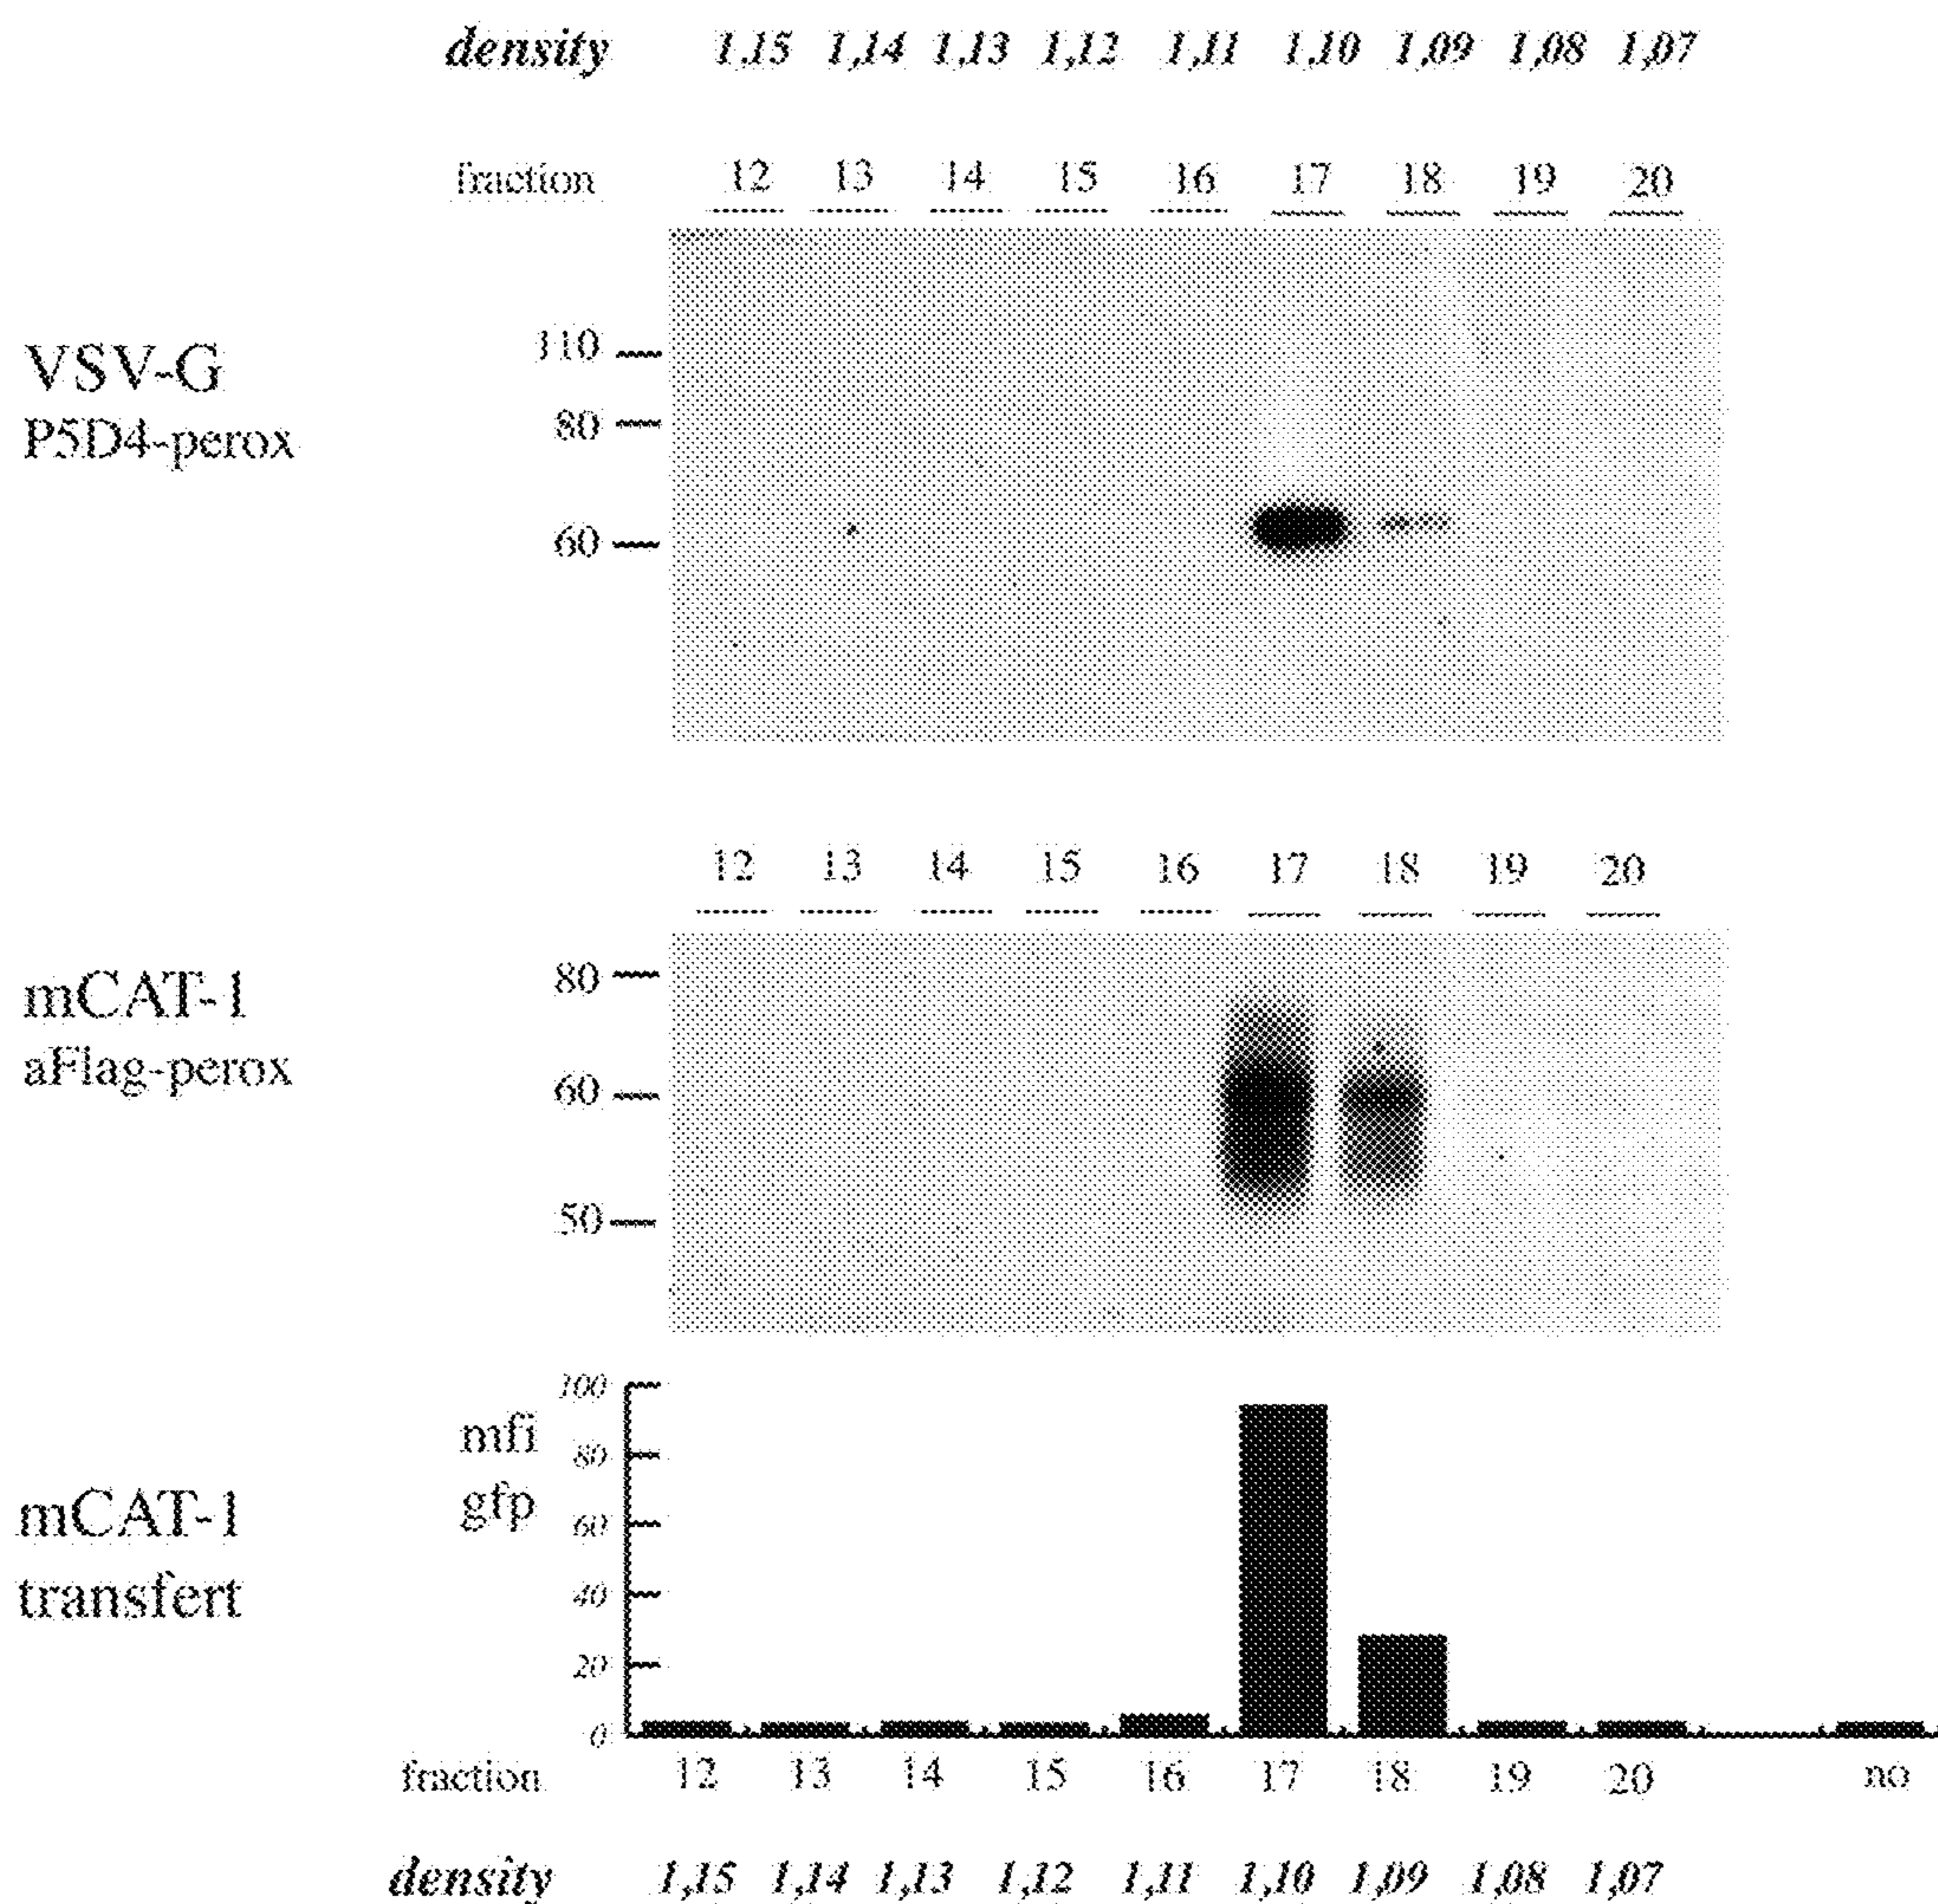 density 1,15 1,14 1,13 1,12 1,11 1,10 1,09 1,08 1,07
fraction 12 13 14 15 16 17 18 19 20
110
VSV-G
80
P5D4-perox
60
12 13 14 15 16 17 18 19 20
80
mCAT-1
aFlag-perox
60
50
100
mfi
80
gfp
60
mCAT-1
40
transfert
20
0
fraction 12 13 14 15 16 17 18 19 20 no
density 1,15 1,14 1,13 1,12 1,11 1,10 1,09 1,08 1,07